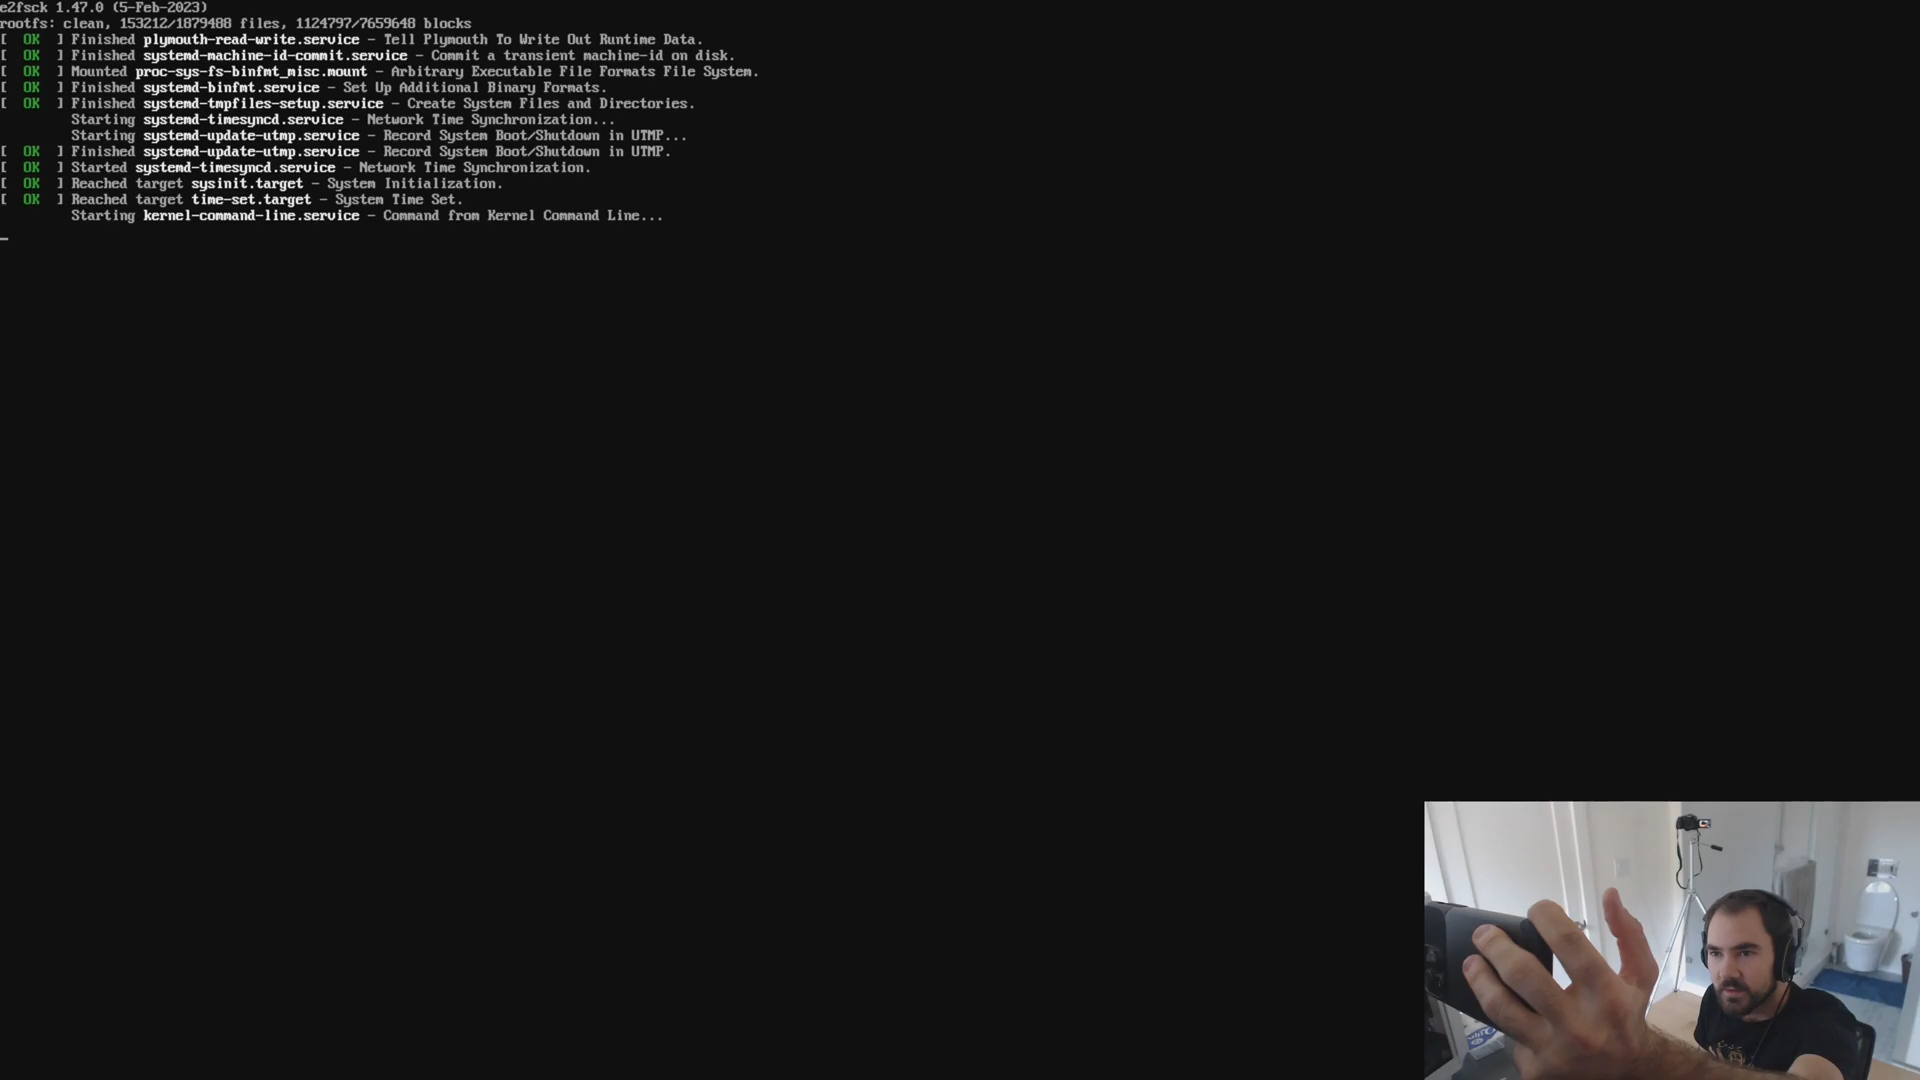 e2fsck 1.47.0 (5-Feb-2023)
rootfs: clean, 153212/1879488 files, 1124797/7659648 blocks
[  OK  ] Finished plymouth-read-write.service - Tell Plymouth To Write Out Runtime Data.
[  OK  ] Finished systemd-machine-id-commit.service - Commit a transient machine-id on disk.
[  OK  ] Mounted proc-sys-fs-binfmt_misc.mount - Arbitrary Executable File Formats File System.
[  OK  ] Finished systemd-binfmt.service - Set Up Additional Binary Formats.
[  OK  ] Finished systemd-tmpfiles-setup.service - Create System Files and Directories.
Starting systemd-timesyncd.service - Network Time Synchronization...
Starting systemd-update-utmp.service - Record System Boot/Shutdown in UTMP...
[  OK  ] Finished systemd-update-utmp.service - Record System Boot/Shutdown in UTMP.
[  OK  ] Started systemd-timesyncd.service - Network Time Synchronization.
[  OK  ] Reached target sysinit.target - System Initialization.
[  OK  ] Reached target time-set.target - System Time Set.
Starting kernel-command-line.service - Command from Kernel Command Line...